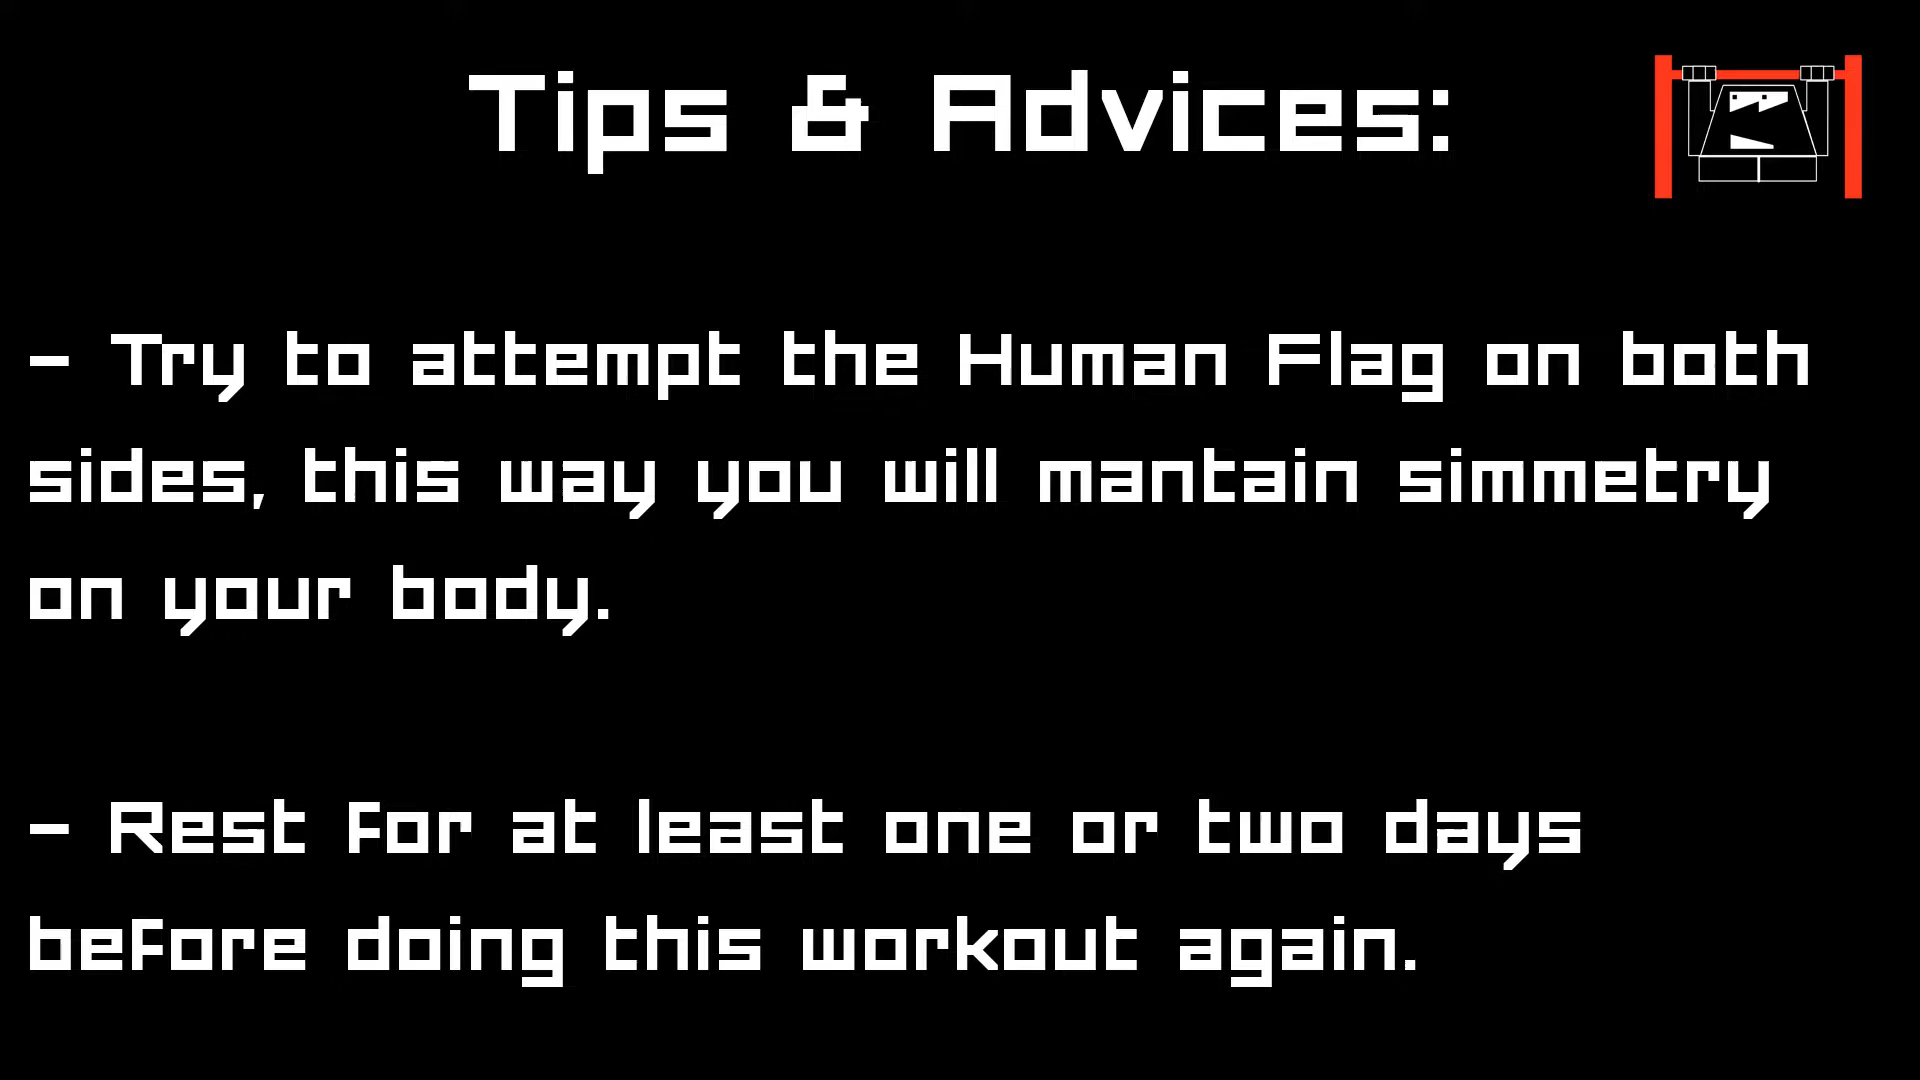 Tips & Advices:
- Try to attempt the Human Flag on both
sides, this way you will mantain simmetry
on your body.
- Rest for at least one or two days
before doing this workout again.